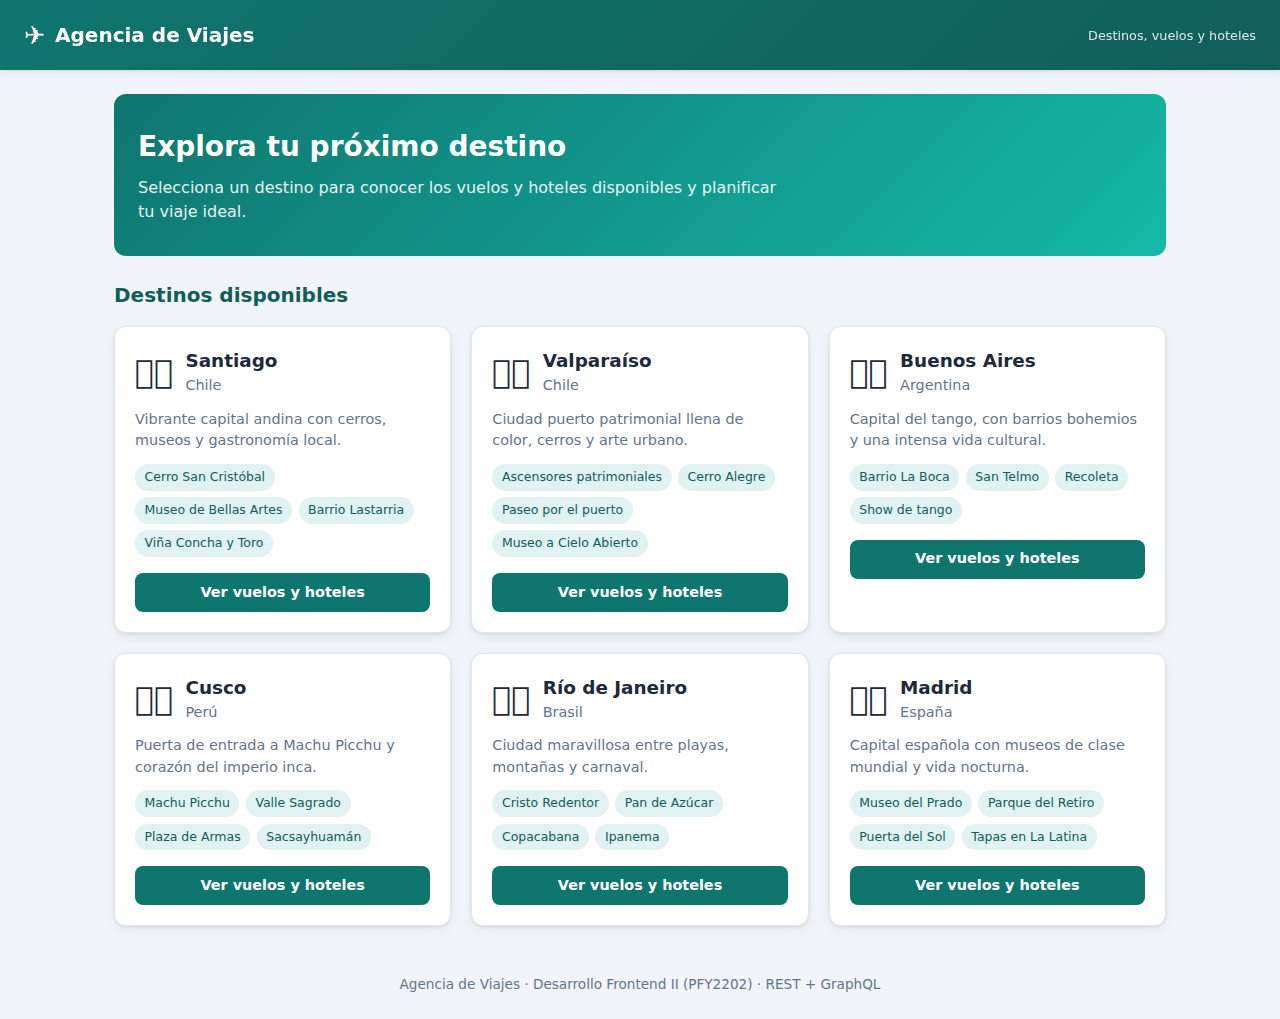 ✈ Agencia de Viajes
Destinos, vuelos y hoteles
Explora tu próximo destino
Selecciona un destino para conocer los vuelos y hoteles disponibles y planificar
tu viaje ideal.
Destinos disponibles
Santiago
Chile
Vibrante capital andina con cerros,
museos y gastronomía local.
Cerro San Cristóbal
Museo de Bellas Artes Barrio Lastarria
Viña Concha y Toro
Ver vuelos y hoteles
Valparaíso
Chile
Ciudad puerto patrimonial llena de
color, cerros y arte urbano.
Ascensores patrimoniales Cerro Alegre
Paseo por el puerto
Museo a Cielo Abierto
Ver vuelos y hoteles
Buenos Aires
Argentina
Capital del tango, con barrios bohemios
y una intensa vida cultural.
Barrio La Boca San Telmo Recoleta
Show de tango
Ver vuelos y hoteles
Cusco
Perú
Puerta de entrada a Machu Picchu y
corazón del imperio inca.
Machu Picchu Valle Sagrado
Plaza de Armas Sacsayhuamán
Ver vuelos y hoteles
Río de Janeiro
Brasil
Ciudad maravillosa entre playas,
montañas y carnaval.
Cristo Redentor Pan de Azúcar
Copacabana Ipanema
Ver vuelos y hoteles
Madrid
España
Capital española con museos de clase
mundial y vida nocturna.
Museo del Prado Parque del Retiro
Puerta del Sol Tapas en La Latina
Ver vuelos y hoteles
Agencia de Viajes · Desarrollo Frontend II (PFY2202) · REST + GraphQL